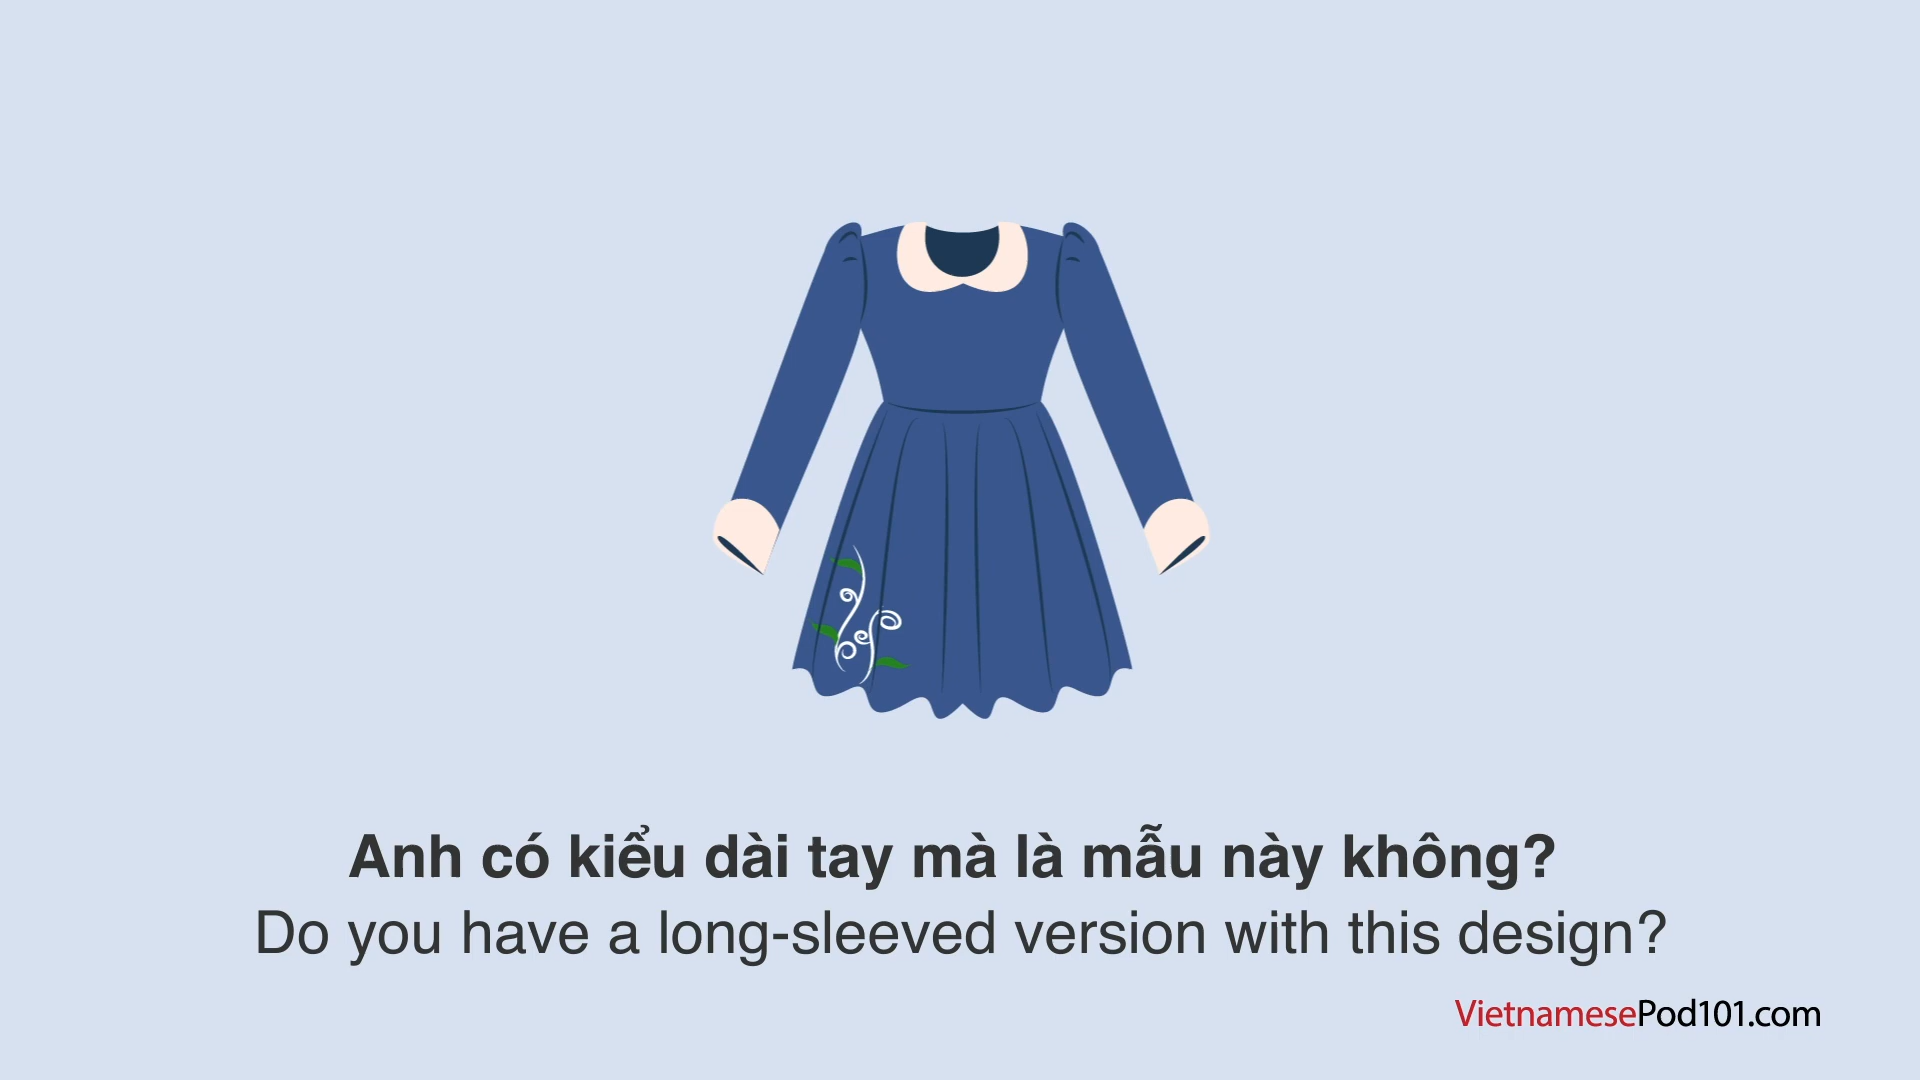 Anh có kiểu dài tay mà là mẫu này không?
Do you have a long-sleeved version with this design?
VietnamesePod101.com